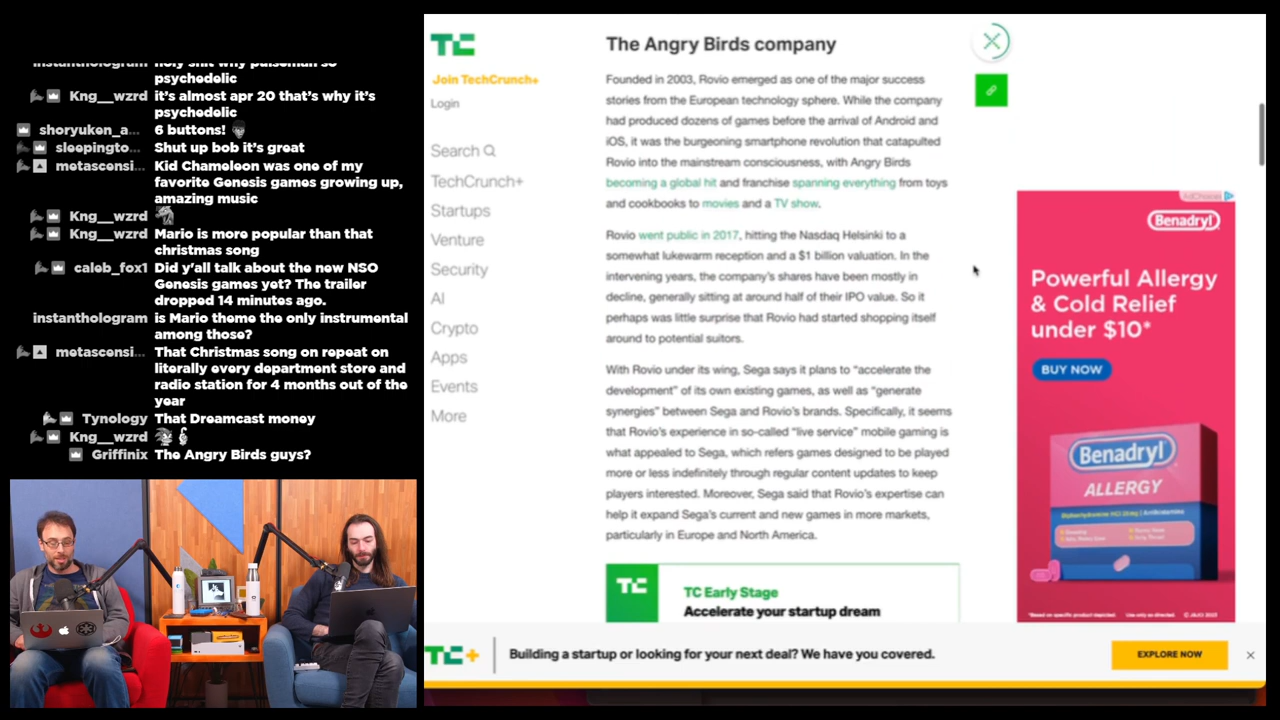 instanthologram holy shit why pulseman so
psychedelic
Kng__wzrd it's almost apr 20 that's why it's
psychedelic
shoryuken_a... 6 buttons!
sleepingto... Shut up bob it's great
metascensi... Kid Chameleon was one of my
favorite Genesis games growing up,
amazing music
Kng__wzrd
Kng__wzrd Mario is more popular than that
christmas song
caleb_fox1 Did y'all talk about the new NSO
Genesis games yet? The trailer
dropped 14 minutes ago.
instanthologram is Mario theme the only instrumental
among those?
metascensi... That Christmas song on repeat on
literally every department store and
radio station for 4 months out of the
year
Tynology That Dreamcast money
Kng__wzrd
Griffinix The Angry Birds guys?
TC
Join TechCrunch+
Login
Search
TechCrunch+
Startups
Venture
Security
AI
Crypto
Apps
Events
More
The Angry Birds company
Founded in 2003, Rovio emerged as one of the major success
stories from the European technology sphere. While the company
had produced dozens of games before the arrival of Android and
iOS, it was the burgeoning smartphone revolution that catapulted
Rovio into the mainstream consciousness, with Angry Birds
becoming a global hit and franchise spanning everything from toys
and cookbooks to movies and a TV show.
Rovio went public in 2017, hitting the Nasdaq Helsinki to a
somewhat lukewarm reception and a $1 billion valuation. In the
intervening years, the company's shares have been mostly in
decline, generally sitting at around half of their IPO value. So it
perhaps was little surprise that Rovio had started shopping itself
around to potential suitors.
With Rovio under its wing, Sega says it plans to "accelerate the
development" of its own existing games, as well as "generate
synergies" between Sega and Rovio's brands. Specifically, it seems
that Rovio's experience in so-called "live service" mobile gaming is
what appealed to Sega, which refers games designed to be played
more or less indefinitely through regular content updates to keep
players interested. Moreover, Sega said that Rovio's expertise can
help it expand Sega's current and new games in more markets,
particularly in Europe and North America.
TC
TC Early Stage
Accelerate your startup dream
AdChoices
Benadryl
Powerful Allergy
& Cold Relief
under $10*
BUY NOW
Benadryl
ALLERGY
TC+
Building a startup or looking for your next deal? We have you covered.
EXPLORE NOW